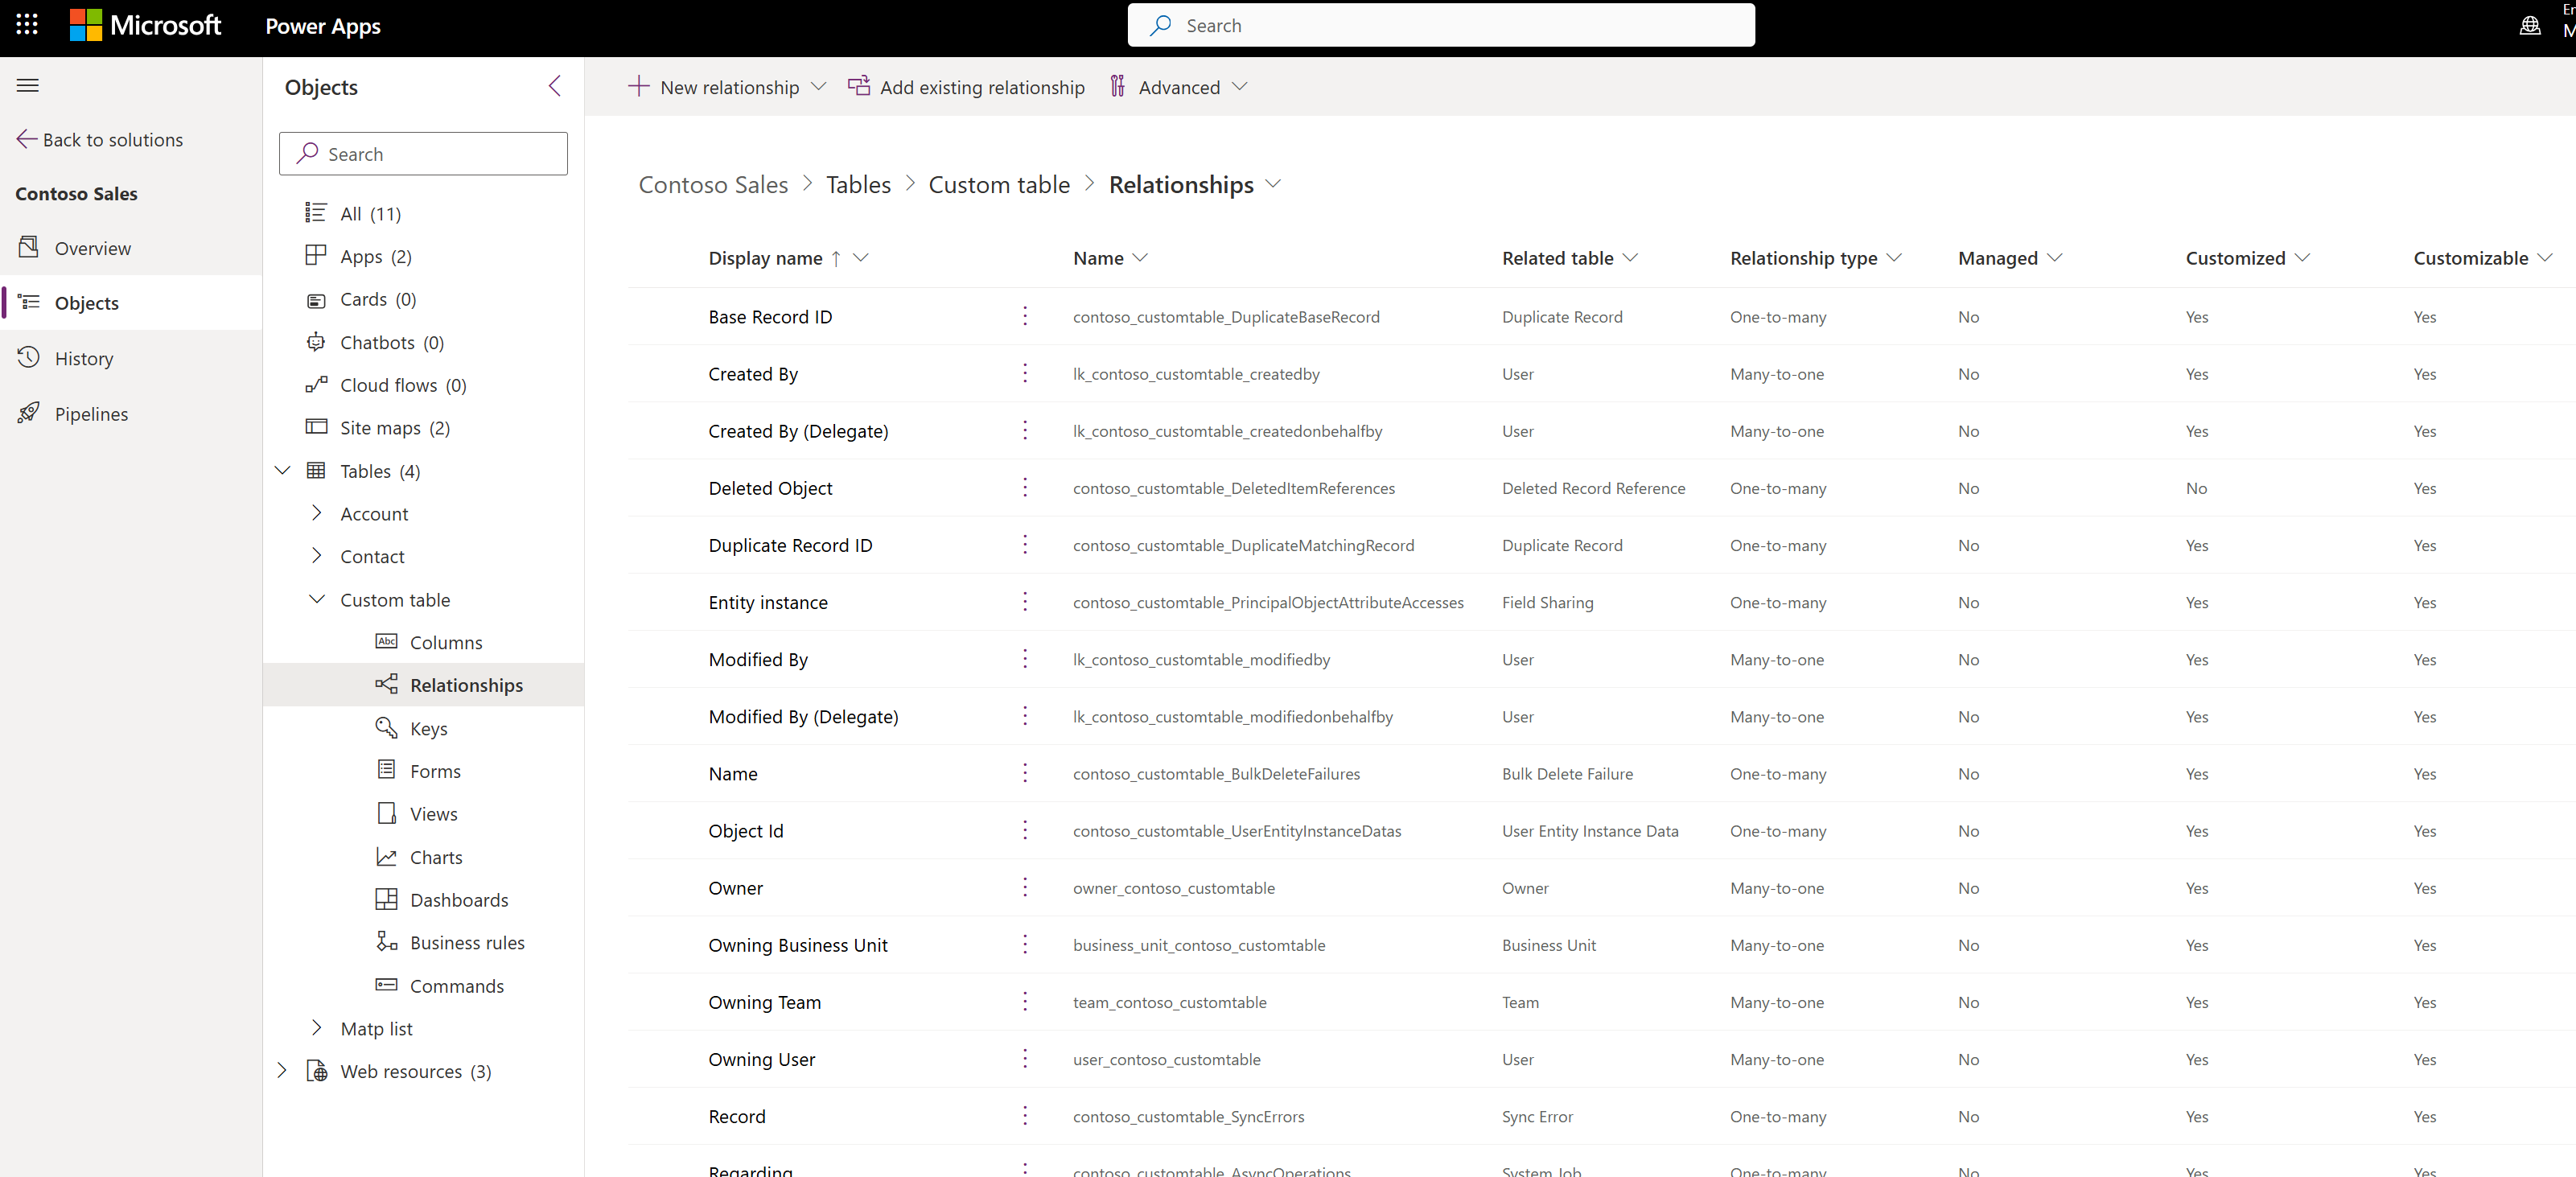 Microsoft Power Apps
Search
Back to solutions
Contoso Sales
Overview
Objects
History
Pipelines
Objects
Search
All (11)
Apps (2)
Cards (0)
Chatbots (0)
Cloud flows (0)
Site maps (2)
Tables (4)
Account
Contact
Custom table
Abc Columns
Relationships
Keys
Forms
Views
Charts
Dashboards
Business rules
Commands
Matp list
Web resources (3)
New relationship Add existing relationship Advanced
Contoso Sales > Tables > Custom table > Relationships
Display name ↑ Name Related table Relationship type Managed Customized Customizable
Base Record ID contoso_customtable_DuplicateBaseRecord Duplicate Record One-to-many No Yes Yes
Created By lk_contoso_customtable_createdby User Many-to-one No Yes Yes
Created By (Delegate) lk_contoso_customtable_createdonbehalfby User Many-to-one No Yes Yes
Deleted Object contoso_customtable_DeletedItemReferences Deleted Record Reference One-to-many No No Yes
Duplicate Record ID contoso_customtable_DuplicateMatchingRecord Duplicate Record One-to-many No Yes Yes
Entity instance contoso_customtable_PrincipalObjectAttributeAccesses Field Sharing One-to-many No Yes Yes
Modified By lk_contoso_customtable_modifiedby User Many-to-one No Yes Yes
Modified By (Delegate) lk_contoso_customtable_modifiedonbehalfby User Many-to-one No Yes Yes
Name contoso_customtable_BulkDeleteFailures Bulk Delete Failure One-to-many No Yes Yes
Object Id contoso_customtable_UserEntityInstanceDatas User Entity Instance Data One-to-many No Yes Yes
Owner owner_contoso_customtable Owner Many-to-one No Yes Yes
Owning Business Unit business_unit_contoso_customtable Business Unit Many-to-one No Yes Yes
Owning Team team_contoso_customtable Team Many-to-one No Yes Yes
Owning User user_contoso_customtable User Many-to-one No Yes Yes
Record contoso_customtable_SyncErrors Sync Error One-to-many No Yes Yes
Regarding contoso_customtable_AsyncOperations System Job One-to-many No Yes Yes